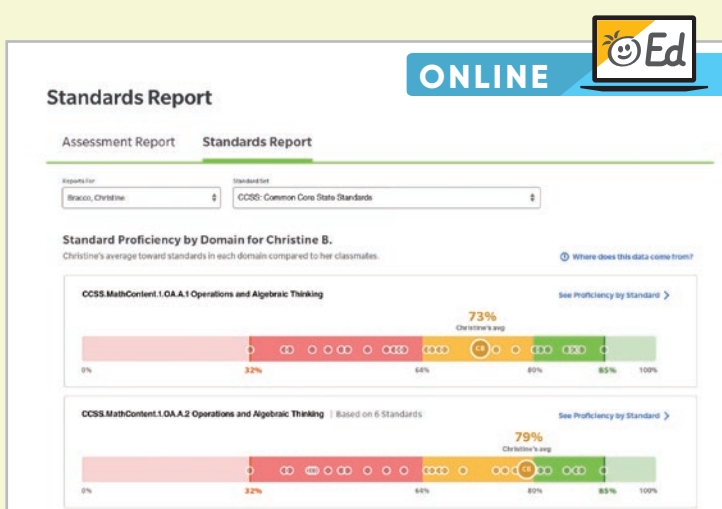 Ed
ONLINE
Standards Report
Assessment Report Standards Report
Reports For Standard Set
Bracco, Christine CCSS: Common Core State Standards
Standard Proficiency by Domain for Christine B.
Christine's average toward standards in each domain compared to her classmates. Where does this data come from?
CCSS.MathContent.1.OA.A.1 Operations and Algebraic Thinking See Proficiency by Standard >
73%
Christine's avg
CB
0% 32% 64% 80% 85% 100%
CCSS.MathContent.1.OA.A.2 Operations and Algebraic Thinking | Based on 6 Standards See Proficiency by Standard >
79%
Christine's avg
CB
0% 32% 64% 80% 85% 100%